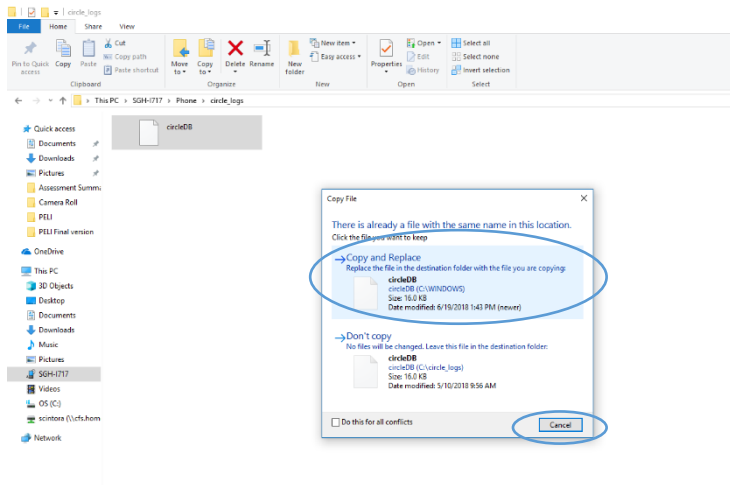 circle_logs
File Home Share View
Pin to Quick access
Copy
Paste
Cut
Copy path
Paste shortcut
Clipboard
Move to
Copy to
Delete
Rename
Organize
New folder
New item
Easy access
New
Properties
Open
Edit
History
Open
Select all
Select none
Invert selection
Select
This PC > SGH-I717 > Phone > circle_logs
Quick access
Documents
Downloads
Pictures
Assessment Summa
Camera Roll
PELI
PELI Final version
OneDrive
This PC
3D Objects
Desktop
Documents
Downloads
Music
Pictures
SGH-I717
Videos
OS (C:)
scintora (\\cfs.hom
Network
circleDB
Copy File
There is already a file with the same name in this location.
Click the file you want to keep
Copy and Replace
Replace the file in the destination folder with the file you are copying:
circleDB
circleDB (C:\WINDOWS)
Size: 16.0 KB
Date modified: 6/19/2018 1:43 PM (newer)
Don't copy
No files will be changed. Leave this file in the destination folder:
circleDB
circleDB (C:\circle_logs)
Size: 16.0 KB
Date modified: 5/10/2018 9:56 AM
Do this for all conflicts
Cancel